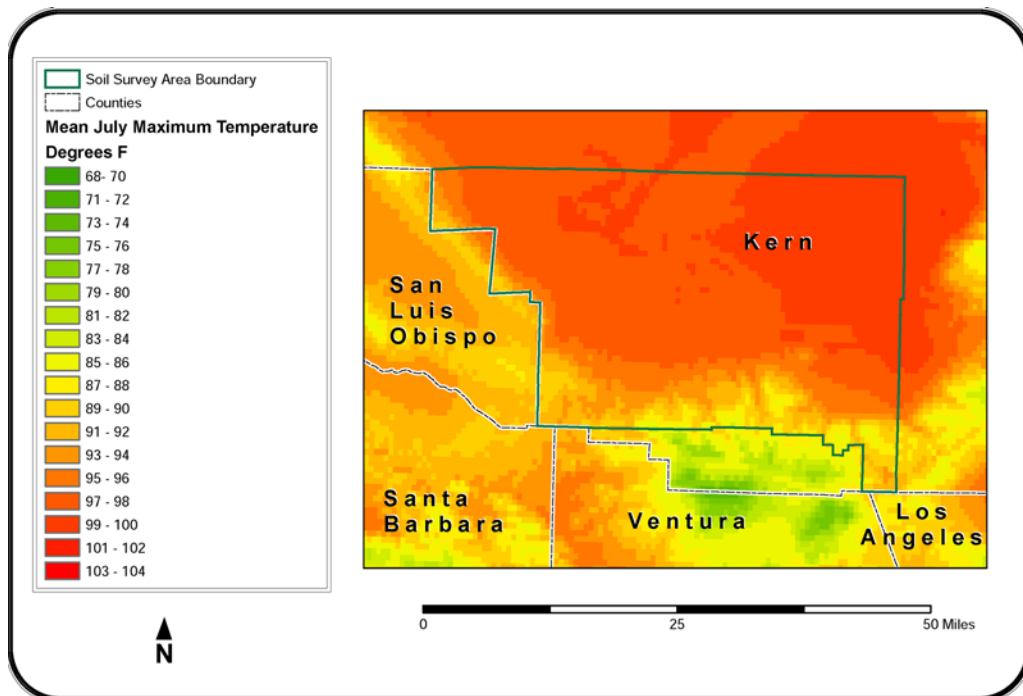 Soil Survey Area Boundary
Counties
Mean July Maximum Temperature
Degrees F
68- 70
71 - 72
73 - 74
75 - 76
77 - 78
79 - 80
81 - 82
83 - 84
85 - 86
87 - 88
89 - 90
91 - 92
93 - 94
95 - 96
97 - 98
99 - 100
101 - 102
103 - 104
N
Kern
San
Luis
Obispo
Santa
Barbara
Ventura
Los
Angeles
0 25 50 Miles